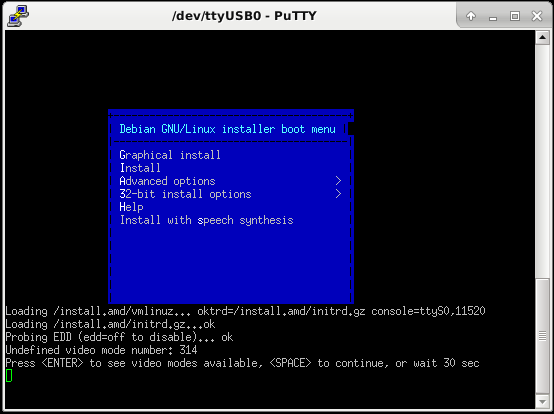 /dev/ttyUSB0 - PuTTY
Debian GNU/Linux installer boot menu
Graphical install
Install
Advanced options >
32-bit install options >
Help
Install with speech synthesis
Loading /install.amd/vmlinuz... oktrd=/install.amd/initrd.gz console=ttyS0,11520
Loading /install.amd/initrd.gz...ok
Probing EDD (edd=off to disable)... ok
Undefined video mode number: 314
Press <ENTER> to see video modes available, <SPACE> to continue, or wait 30 sec